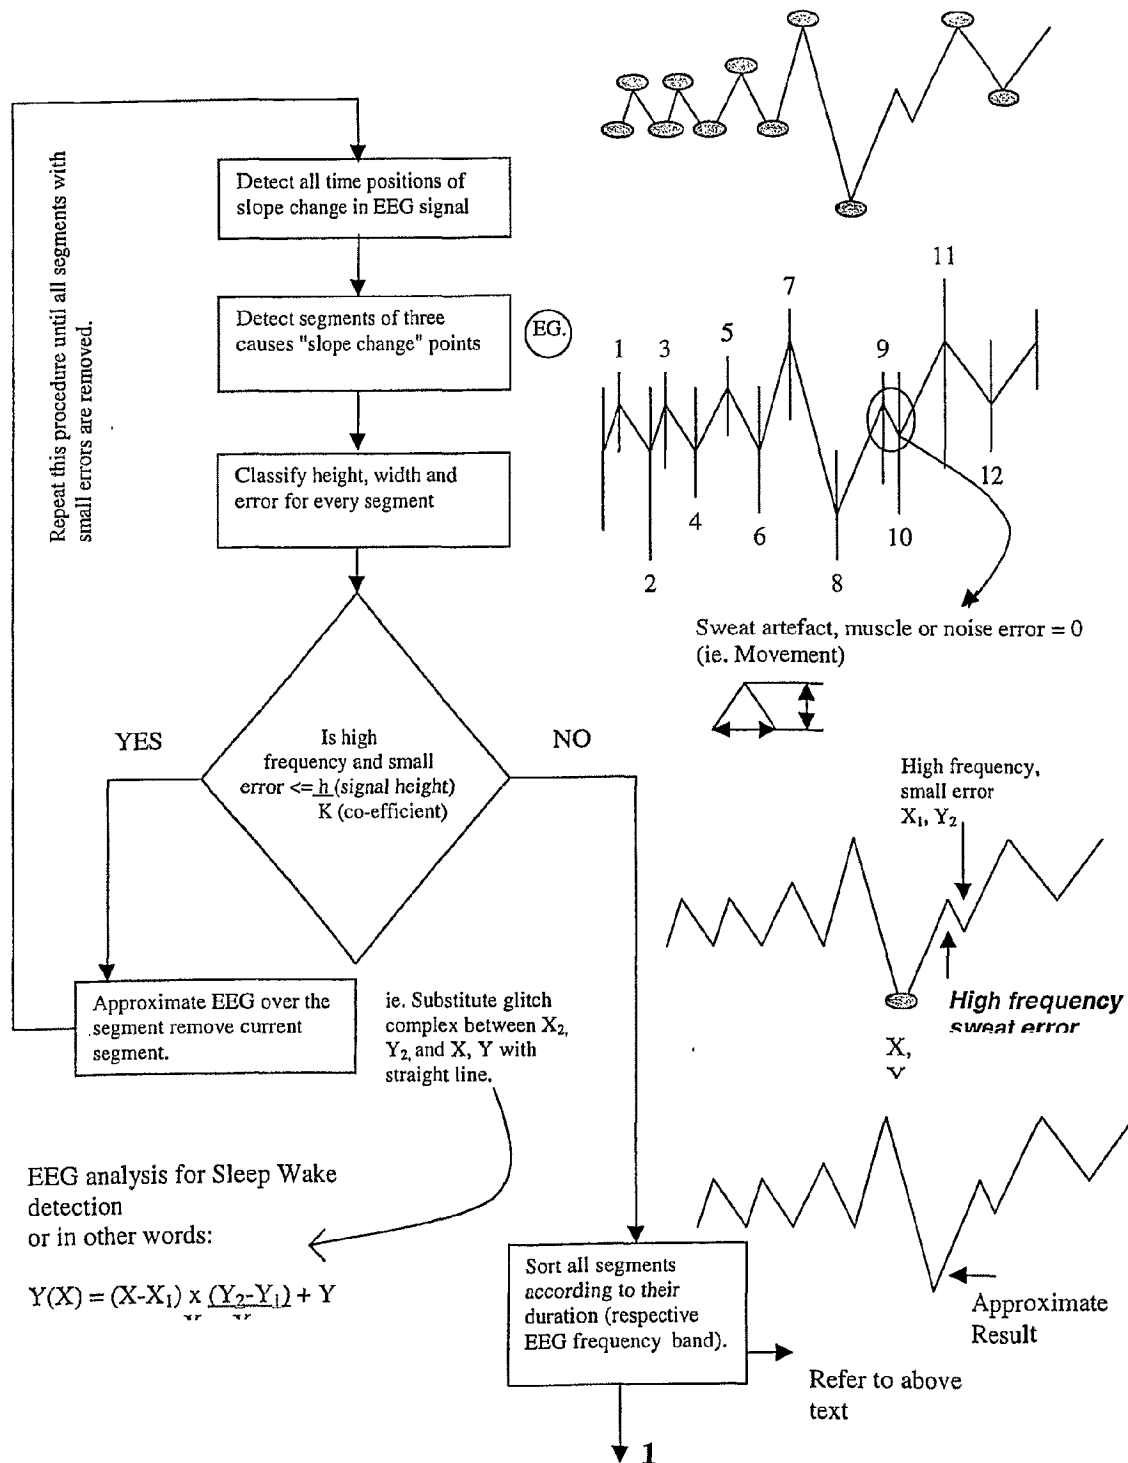 Repeat this procedure until all segments with
small errors are removed.
Detect all time positions of
slope change in EEG signal
Detect segments of three
causes "slope change" points
EG.
Classify height, width and
error for every segment
YES
Is high
frequency and small
error <= h (signal height)
K (co-efficient)
NO
Approximate EEG over the
segment remove current
segment.
ie. Substitute glitch
complex between X₂,
Y₂, and X, Y with
straight line.
EEG analysis for Sleep Wake
detection
or in other words:
Y(X) = (X-X₁) x (Y₂-Y₁) + Y
Sort all segments
according to their
duration (respective
EEG frequency band).
Refer to above
text
1
1
2
3
4
5
6
7
8
9
10
11
12
Sweat artefact, muscle or noise error = 0
(ie. Movement)
High frequency,
small error
X₁, Y₂
High frequency
sweat error
X,
Approximate
Result